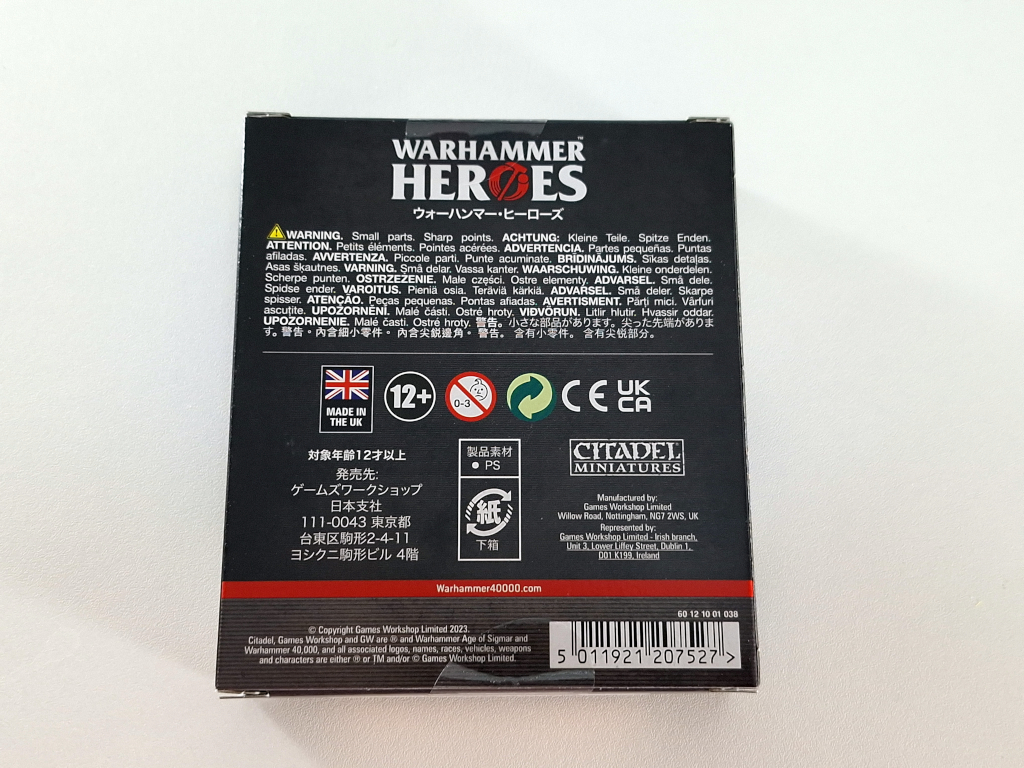 WARHAMMER™
HEROES
ウォーハンマー・ヒーローズ
WARNING. Small parts. Sharp points. ACHTUNG: Kleine Teile. Spitze Enden.
ATTENTION. Petits éléments. Pointes acérées. ADVERTENCIA. Partes pequeñas. Puntas
afiladas. AVVERTENZA. Piccole parti. Punte acuminate. BRĪDINĀJUMS. Sīkas detaļas.
Asas šķautnes. VARNING. Små delar. Vassa kanter. WAARSCHUWING. Kleine onderdelen.
Scherpe punten. OSTRZEŻENIE. Małe części. Ostre elementy. ADVARSEL. Små dele.
Spidse ender. VAROITUS. Pieniä osia. Teräviä kärkiä. ADVARSEL. Små deler. Skarpe
spisser. ATENÇÃO. Peças pequenas. Pontas afiadas. AVERTISMENT. Părți mici. Vârfuri
ascuțite. UPOZORNĚNÍ. Malé části. Ostré hroty. VIÐVÖRUN. Litlir hlutir. Hvassir oddar.
UPOZORNENIE. Malé časti. Ostré hroty. 警告。小さな部品があります。尖った先端がありま
す。警告。內含細小零件。 內含尖鋭邊角。 警告。 含有小零件。 含有尖锐部分。
MADE IN
THE UK
12+
0-3
CE
UK
CA
対象年齢12才以上
発売元:
ゲームズワークショップ
日本支社
111-0043 東京都
台東区駒形2-4-11
ヨシクニ駒形ビル 4階
製品素材
● PS
紙
下箱
CITADEL
MINIATURES
Manufactured by:
Games Workshop Limited
Willow Road, Nottingham, NG7 2WS, UK
Represented by:
Games Workshop Limited - Irish branch,
Unit 3, Lower Liffey Street, Dublin 1,
D01 K199, Ireland
Warhammer40000.com
60 12 10 01 038
© Copyright Games Workshop Limited 2023.
Citadel, Games Workshop and GW are ® and Warhammer Age of Sigmar and
Warhammer 40,000, and all associated logos, names, races, vehicles, weapons
and characters are either ® or TM and/or © Games Workshop Limited.
5 011921 207527 >